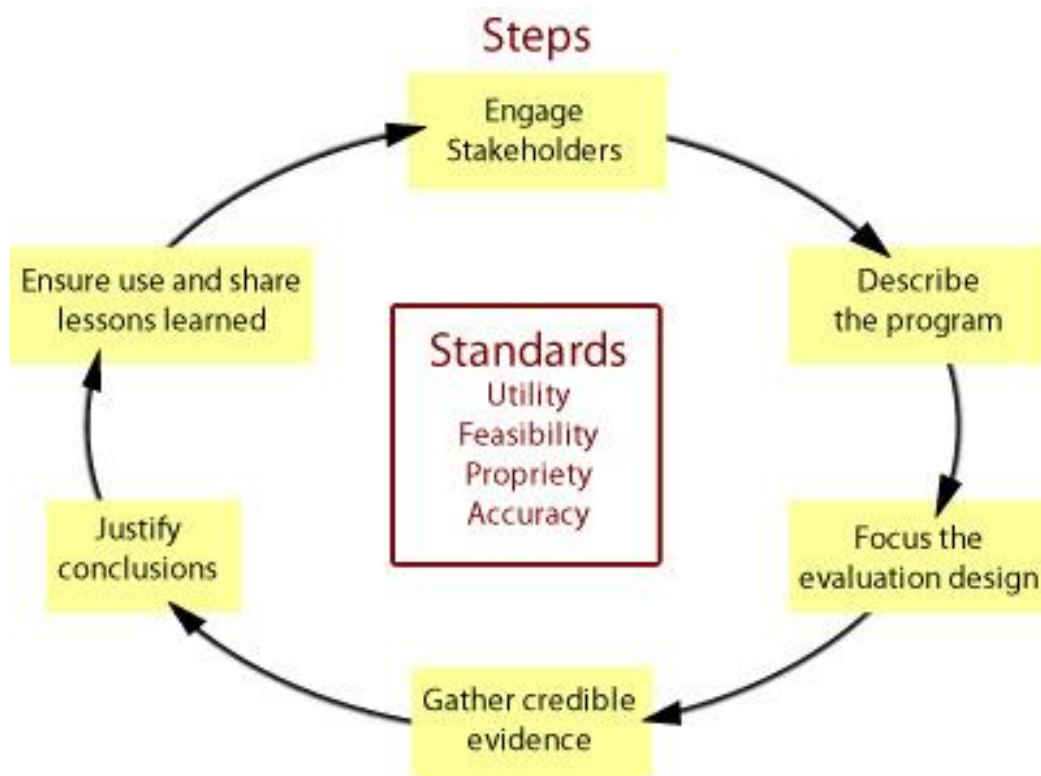 Steps
Engage
Stakeholders
Describe
the program
Focus the
evaluation design
Gather credible
evidence
Justify
conclusions
Ensure use and share
lessons learned
Standards
Utility
Feasibility
Propriety
Accuracy